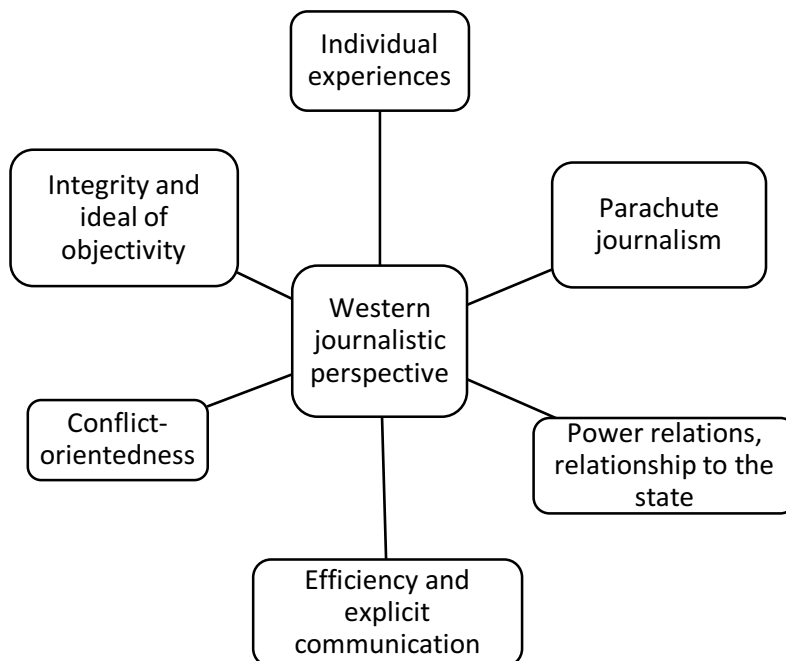 Individual
experiences
Integrity and
ideal of
objectivity
Parachute
journalism
Western
journalistic
perspective
Conflict-
orientedness
Power relations,
relationship to the
state
Efficiency and
explicit
communication